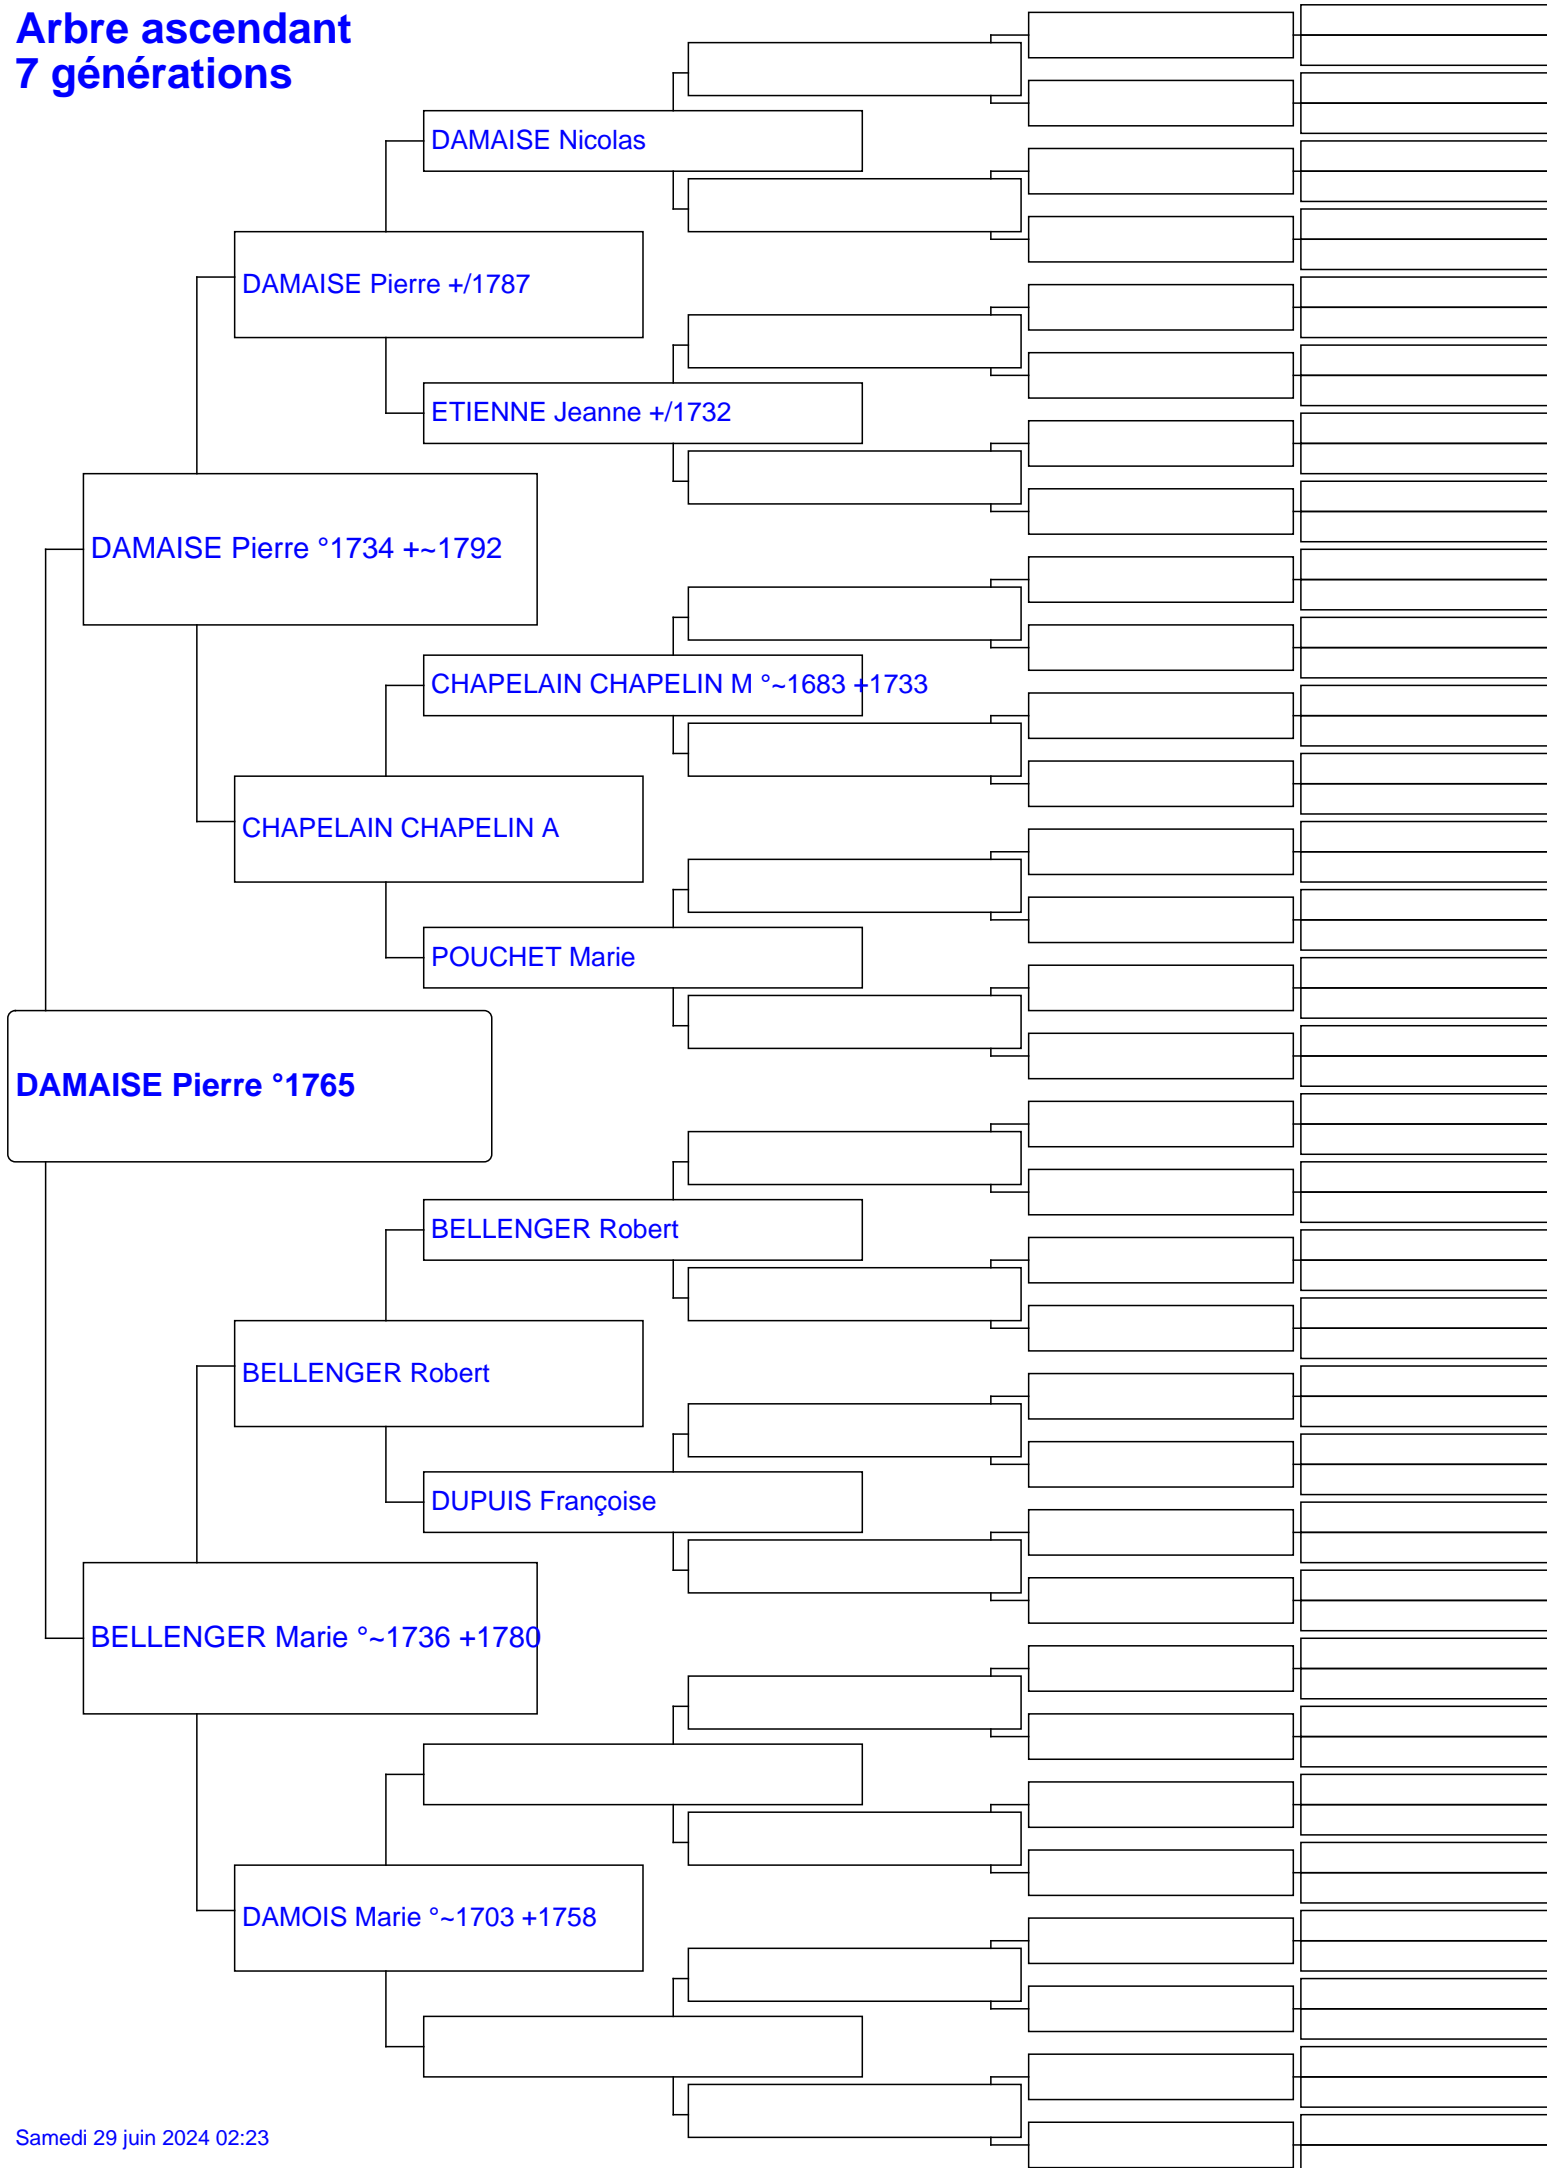 Arbre ascendant
7 générations
DAMAISE Nicolas
DAMAISE Pierre +/1787
ETIENNE Jeanne +/1732
DAMAISE Pierre °1734 +~1792
CHAPELAIN CHAPELIN M °~1683 +1733
CHAPELAIN CHAPELIN A
POUCHET Marie
DAMAISE Pierre °1765
BELLENGER Robert
BELLENGER Robert
DUPUIS Françoise
BELLENGER Marie °~1736 +1780
DAMOIS Marie °~1703 +1758
Samedi 29 juin 2024 02:23